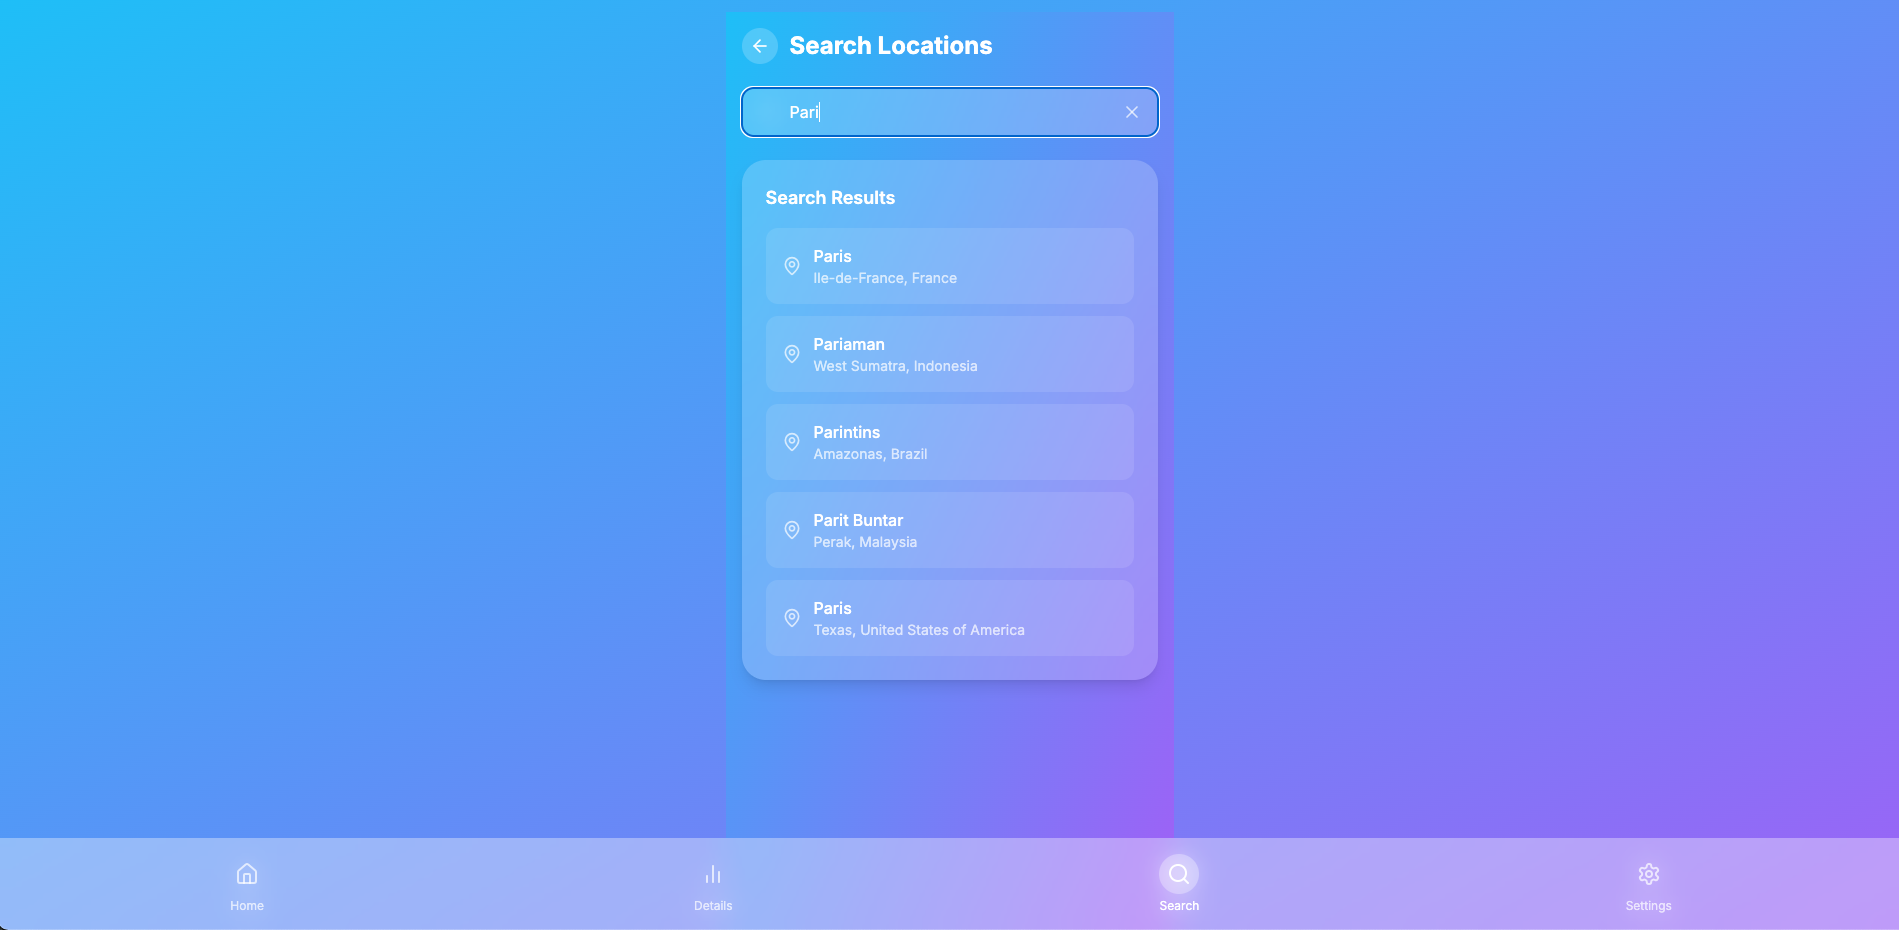 Search Locations
Pari
Search Results
Paris
Ile-de-France, France
Pariaman
West Sumatra, Indonesia
Parintins
Amazonas, Brazil
Parit Buntar
Perak, Malaysia
Paris
Texas, United States of America
Home
Details
Search
Settings